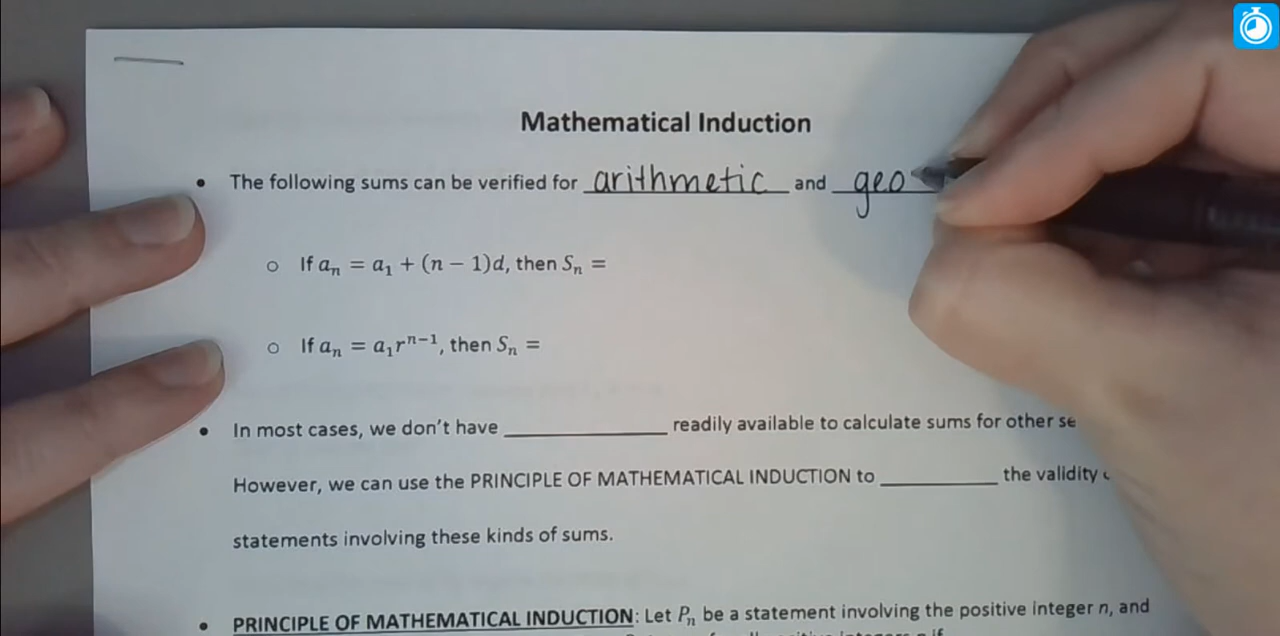 Mathematical Induction
• The following sums can be verified for arithmetic and geo
○ If aₙ = a₁ + (n − 1)d, then Sₙ =
○ If aₙ = a₁rⁿ⁻¹, then Sₙ =
• In most cases, we don't have ____________ readily available to calculate sums for other se
However, we can use the PRINCIPLE OF MATHEMATICAL INDUCTION to _________ the validity
statements involving these kinds of sums.
• PRINCIPLE OF MATHEMATICAL INDUCTION: Let Pₙ be a statement involving the positive integer n, and